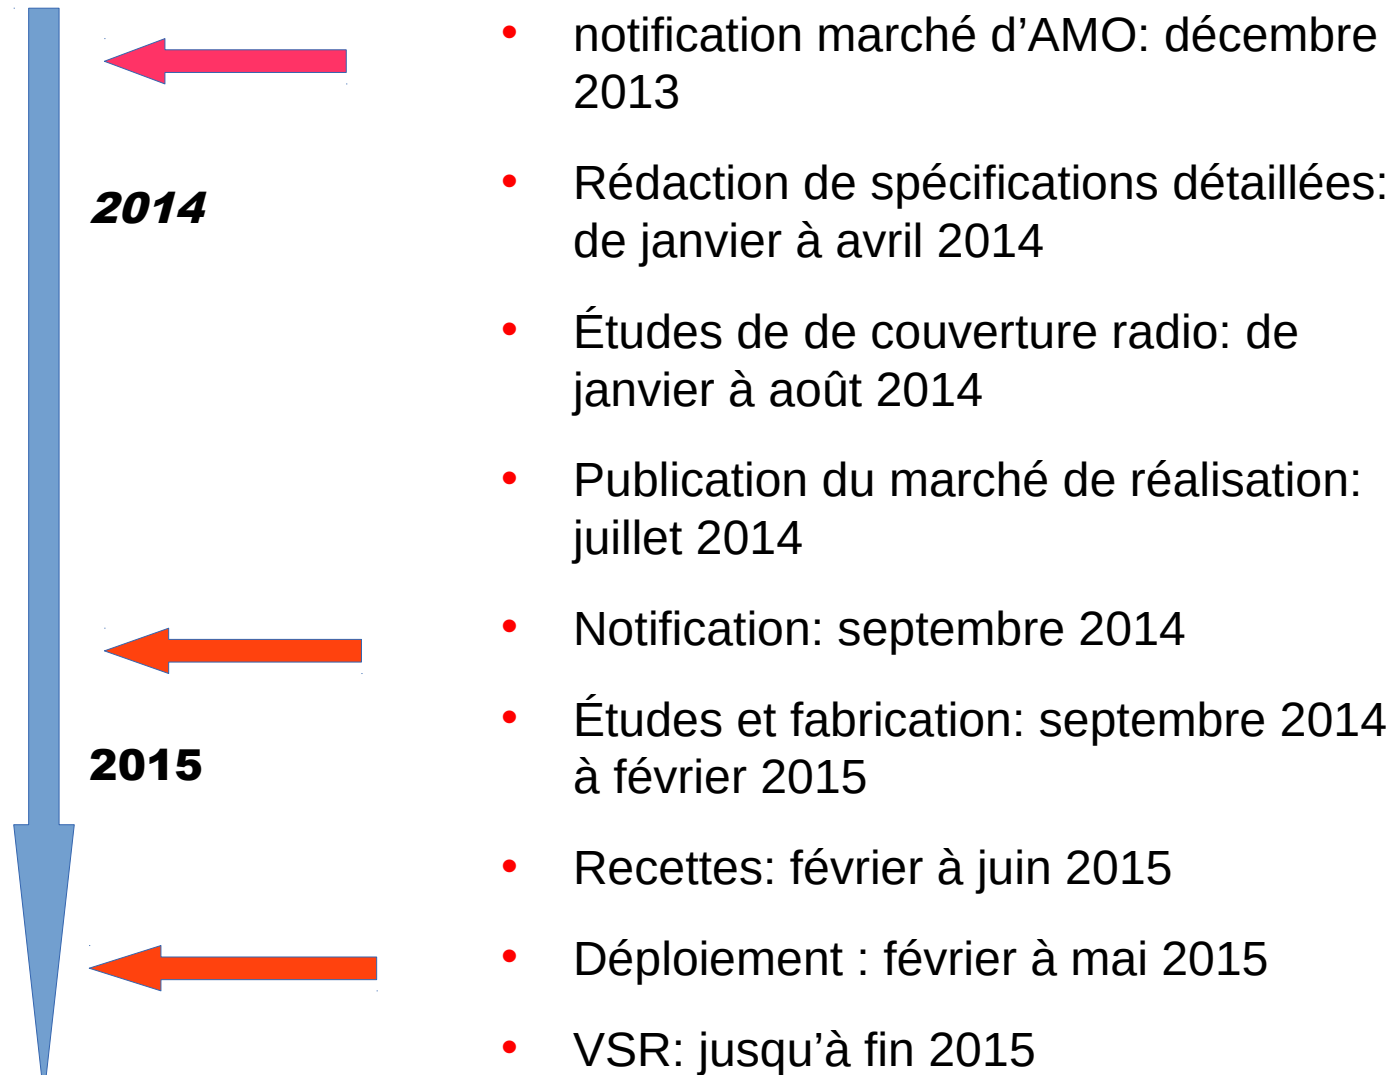 notification marché d’AMO: décembre
2013
2014
Rédaction de spécifications détaillées:
de janvier à avril 2014
Études de de couverture radio: de
janvier à août 2014
Publication du marché de réalisation:
juillet 2014
Notification: septembre 2014
2015
Études et fabrication: septembre 2014
à février 2015
Recettes: février à juin 2015
Déploiement : février à mai 2015
VSR: jusqu’à fin 2015